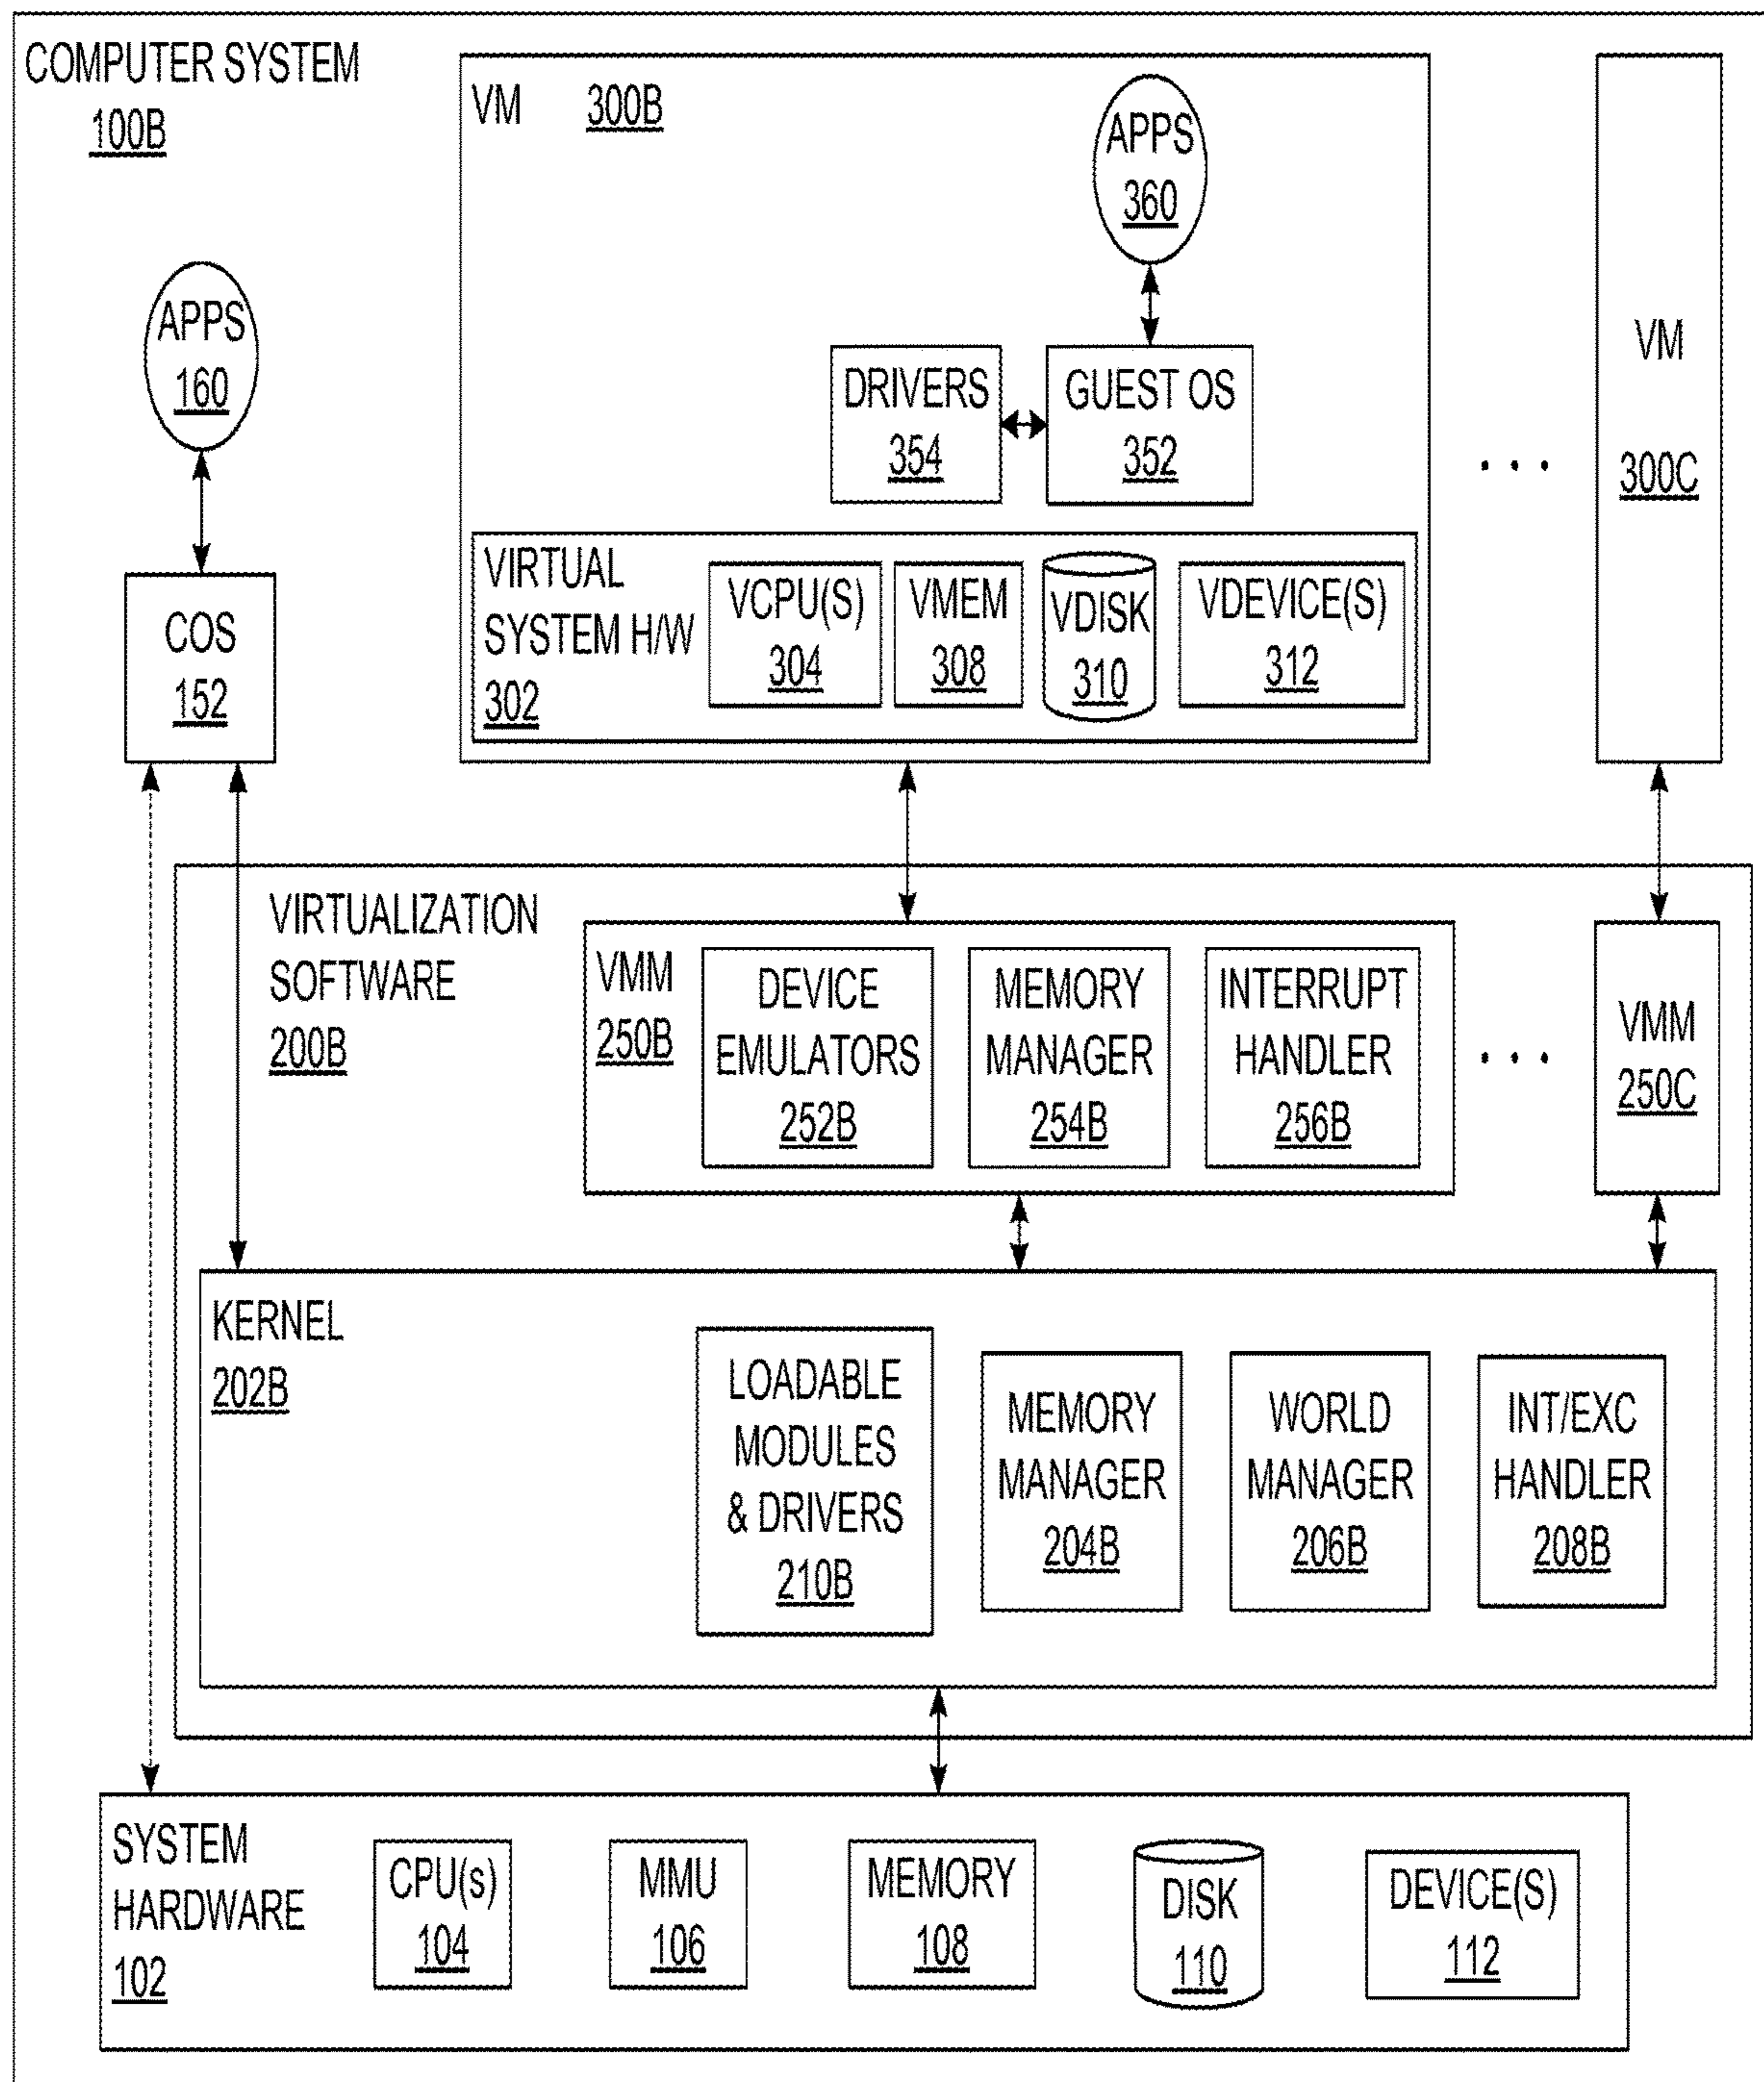 COMPUTER SYSTEM
100B
VM 300B
APPS
360
APPS
160
DRIVERS
354
GUEST OS
352
. . .
VM
300C
COS
152
VIRTUAL
SYSTEM H/W
302
VCPU(S)
304
VMEM
308
VDISK
310
VDEVICE(S)
312
VIRTUALIZATION
SOFTWARE
200B
VMM
250B
DEVICE
EMULATORS
252B
MEMORY
MANAGER
254B
INTERRUPT
HANDLER
256B
. . .
VMM
250C
KERNEL
202B
LOADABLE
MODULES
& DRIVERS
210B
MEMORY
MANAGER
204B
WORLD
MANAGER
206B
INT/EXC
HANDLER
208B
SYSTEM
HARDWARE
102
CPU(s)
104
MMU
106
MEMORY
108
DISK
110
DEVICE(S)
112